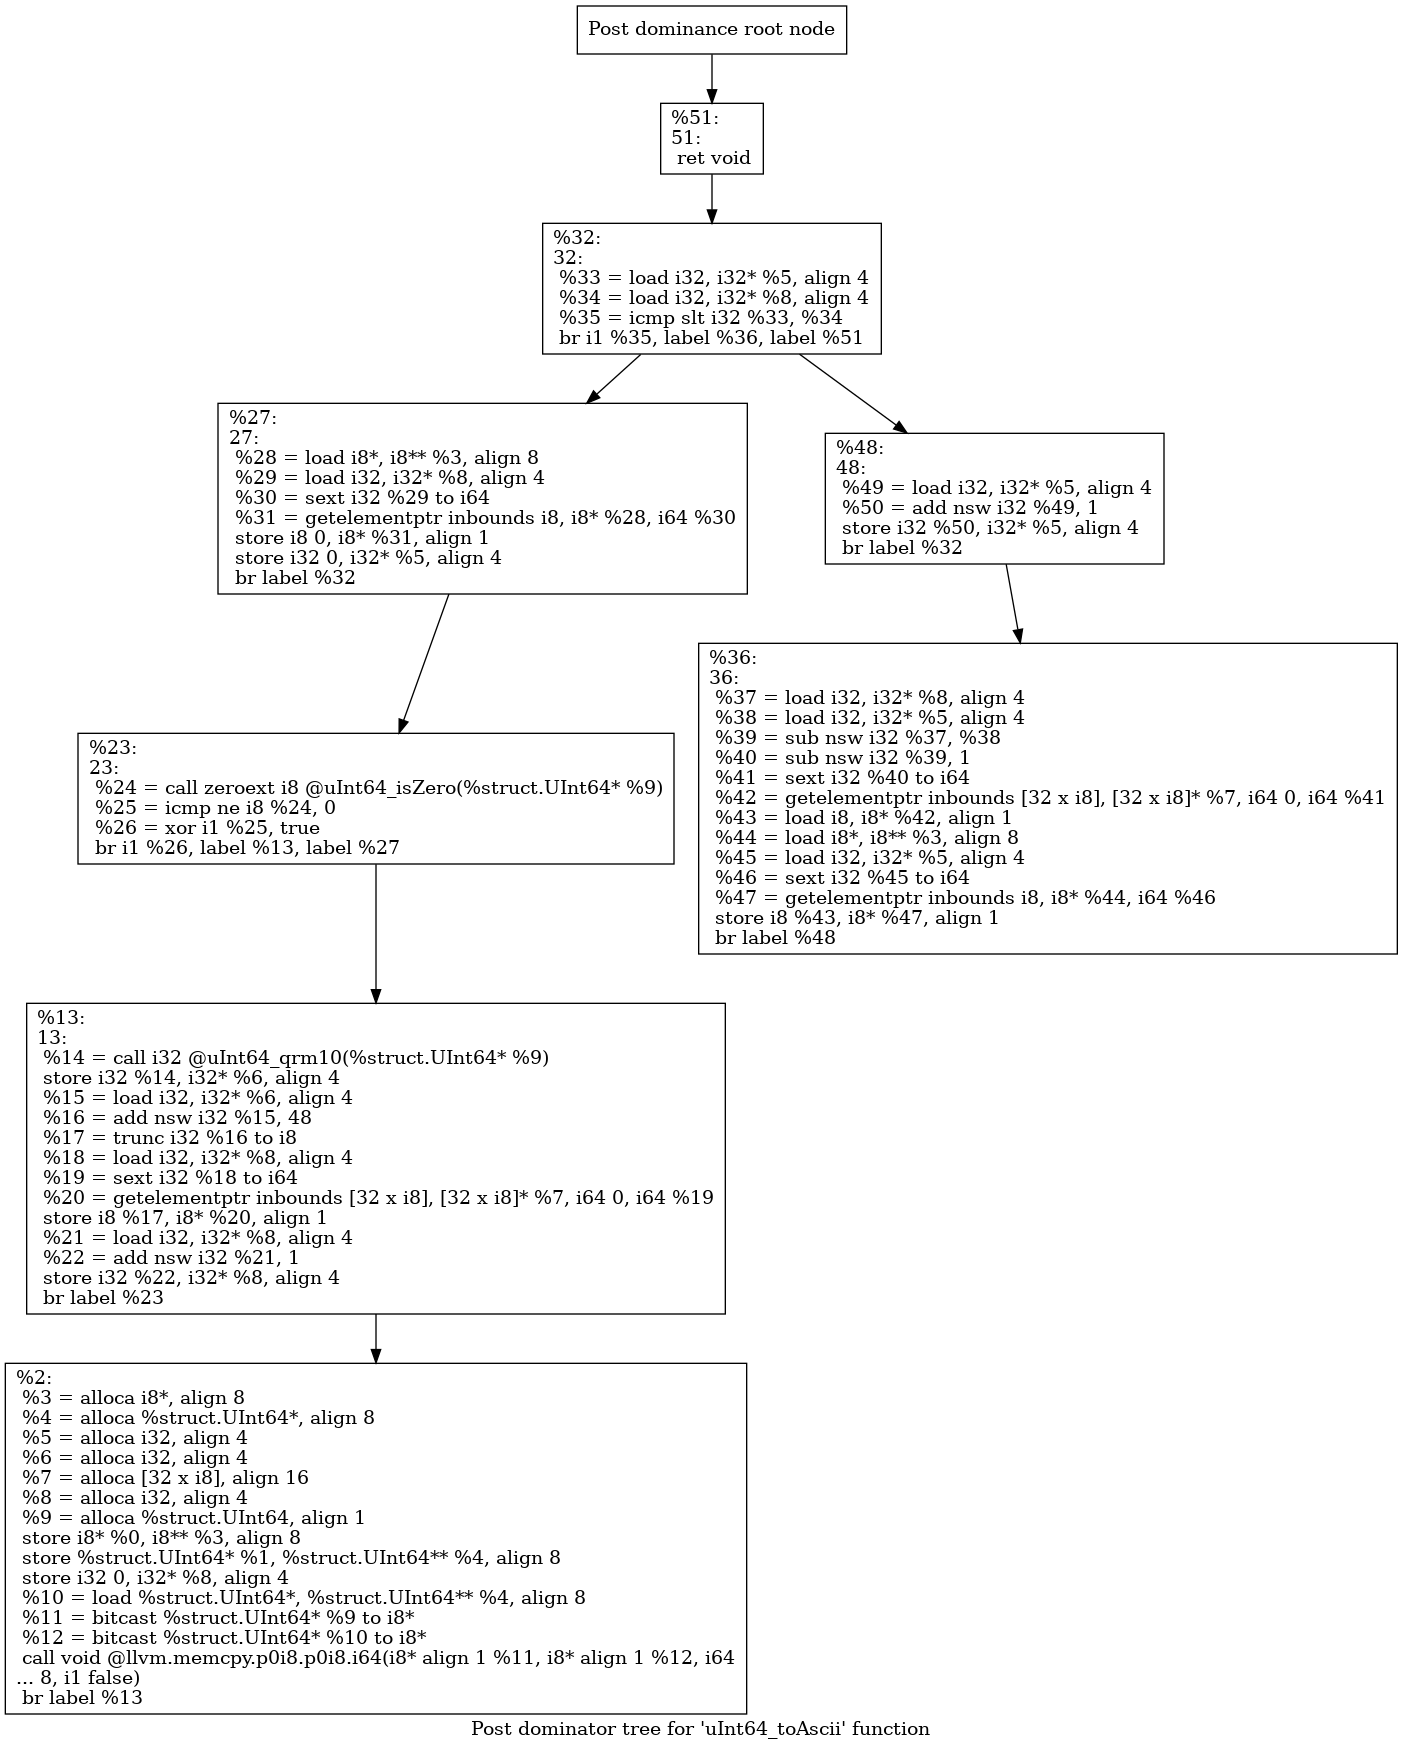 Post dominance root node
%51:
51:
ret void
%32:
32:
%33 = load i32, i32* %5, align 4
%34 = load i32, i32* %8, align 4
%35 = icmp slt i32 %33, %34
br i1 %35, label %36, label %51
%27:
27:
%28 = load i8*, i8** %3, align 8
%29 = load i32, i32* %8, align 4
%30 = sext i32 %29 to i64
%31 = getelementptr inbounds i8, i8* %28, i64 %30
store i8 0, i8* %31, align 1
store i32 0, i32* %5, align 4
br label %32
%48:
48:
%49 = load i32, i32* %5, align 4
%50 = add nsw i32 %49, 1
store i32 %50, i32* %5, align 4
br label %32
%23:
23:
%24 = call zeroext i8 @uInt64_isZero(%struct.UInt64* %9)
%25 = icmp ne i8 %24, 0
%26 = xor i1 %25, true
br i1 %26, label %13, label %27
%36:
36:
%37 = load i32, i32* %8, align 4
%38 = load i32, i32* %5, align 4
%39 = sub nsw i32 %37, %38
%40 = sub nsw i32 %39, 1
%41 = sext i32 %40 to i64
%42 = getelementptr inbounds [32 x i8], [32 x i8]* %7, i64 0, i64 %41
%43 = load i8, i8* %42, align 1
%44 = load i8*, i8** %3, align 8
%45 = load i32, i32* %5, align 4
%46 = sext i32 %45 to i64
%47 = getelementptr inbounds i8, i8* %44, i64 %46
store i8 %43, i8* %47, align 1
br label %48
%13:
13:
%14 = call i32 @uInt64_qrm10(%struct.UInt64* %9)
store i32 %14, i32* %6, align 4
%15 = load i32, i32* %6, align 4
%16 = add nsw i32 %15, 48
%17 = trunc i32 %16 to i8
%18 = load i32, i32* %8, align 4
%19 = sext i32 %18 to i64
%20 = getelementptr inbounds [32 x i8], [32 x i8]* %7, i64 0, i64 %19
store i8 %17, i8* %20, align 1
%21 = load i32, i32* %8, align 4
%22 = add nsw i32 %21, 1
store i32 %22, i32* %8, align 4
br label %23
%2:
%3 = alloca i8*, align 8
%4 = alloca %struct.UInt64*, align 8
%5 = alloca i32, align 4
%6 = alloca i32, align 4
%7 = alloca [32 x i8], align 16
%8 = alloca i32, align 4
%9 = alloca %struct.UInt64, align 1
store i8* %0, i8** %3, align 8
store %struct.UInt64* %1, %struct.UInt64** %4, align 8
store i32 0, i32* %8, align 4
%10 = load %struct.UInt64*, %struct.UInt64** %4, align 8
%11 = bitcast %struct.UInt64* %9 to i8*
%12 = bitcast %struct.UInt64* %10 to i8*
call void @llvm.memcpy.p0i8.p0i8.i64(i8* align 1 %11, i8* align 1 %12, i64
... 8, i1 false)
br label %13
Post dominator tree for 'uInt64_toAscii' function